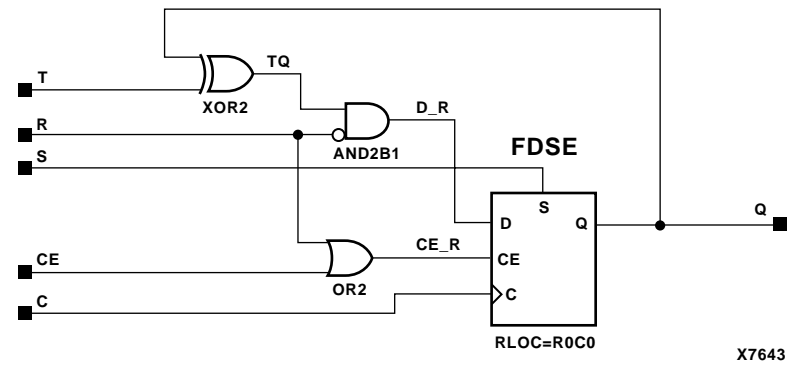 T
TQ
XOR2
R
D_R
AND2B1
S
FDSE
S
D
Q
Q
CE
CE_R
CE
OR2
C
C
RLOC=R0C0
X7643